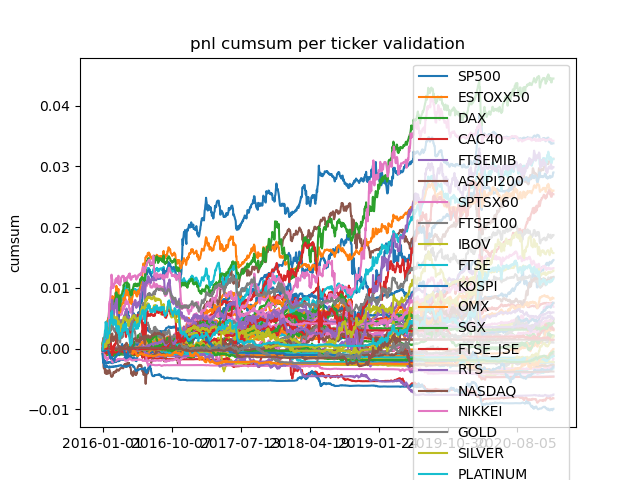 pnl cumsum per ticker validation
cumsum
0.04
0.03
0.02
0.01
0.00
−0.01
2016-01-01
2016-10-07
2017-07-13
2018-04-19
2019-01-24
2019-10-30
2020-08-05
SP500
ESTOXX50
DAX
CAC40
FTSEMIB
ASXPI200
SPTSX60
FTSE100
IBOV
FTSE
KOSPI
OMX
SGX
FTSE_JSE
RTS
NASDAQ
NIKKEI
GOLD
SILVER
PLATINUM